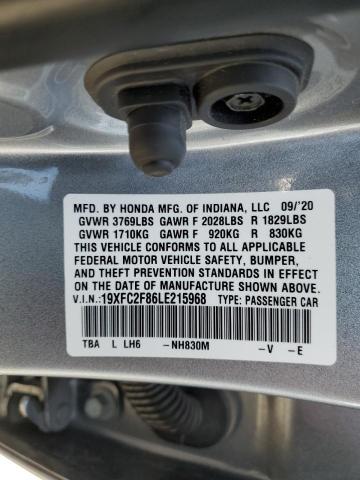 MFD. BY HONDA MFG. OF INDIANA, LLC 09/'20
GVWR 3769LBS GAWR F 2028LBS R 1829LBS
GVWR 1710KG GAWR F 920KG R 830KG
THIS VEHICLE CONFORMS TO ALL APPLICABLE
FEDERAL MOTOR VEHICLE SAFETY, BUMPER,
AND THEFT PREVENTION STANDARDS IN EFFECT
ON THE DATE OF MANUFACTURE SHOWN ABOVE.
V.I.N.:19XFC2F86LE215968 TYPE: PASSENGER CAR
TBA L LH6 -NH830M -V -E